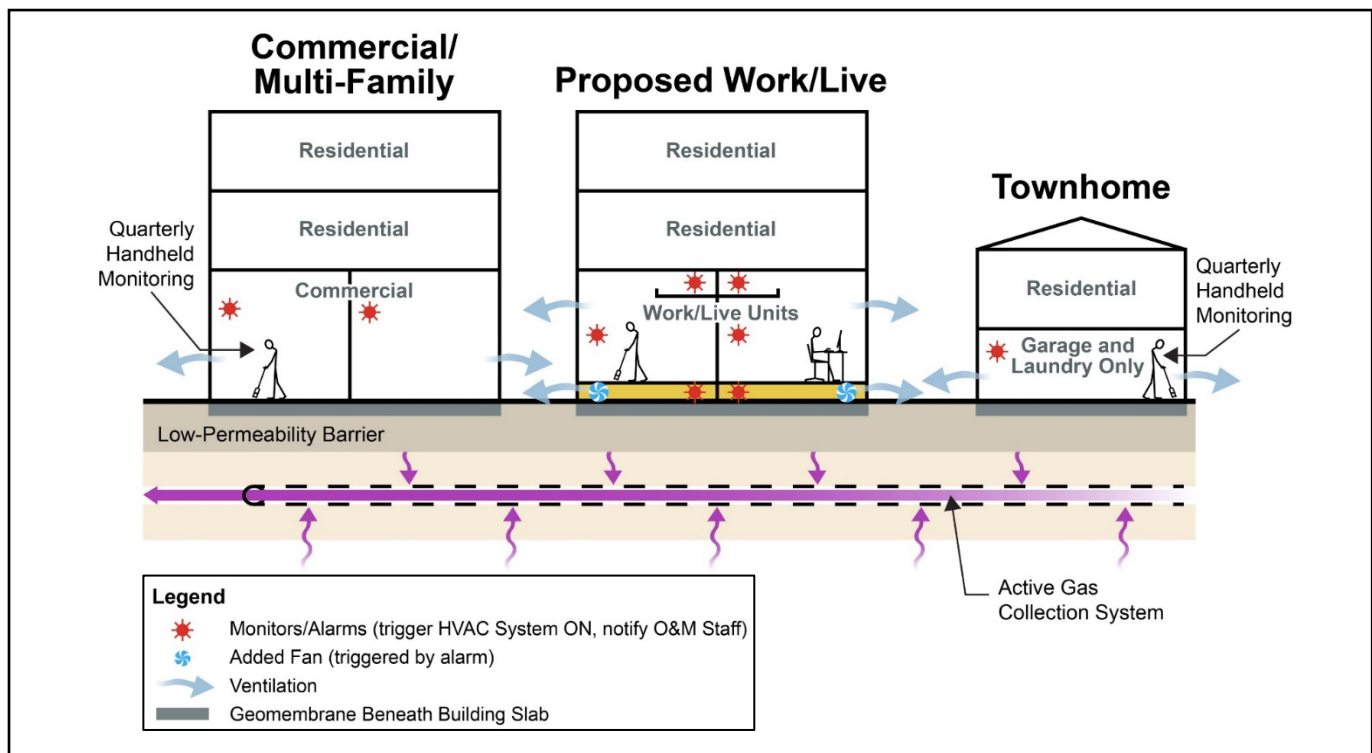 Commercial/
Multi-Family
Proposed Work/Live
Townhome
Residential
Residential
Residential
Residential
Quarterly
Handheld
Monitoring
Commercial
Work/Live Units
Residential
Garage and
Laundry Only
Quarterly
Handheld
Monitoring
Low-Permeability Barrier
Active Gas
Collection System
Legend
Monitors/Alarms (trigger HVAC System ON, notify O&M Staff)
Added Fan (triggered by alarm)
Ventilation
Geomembrane Beneath Building Slab